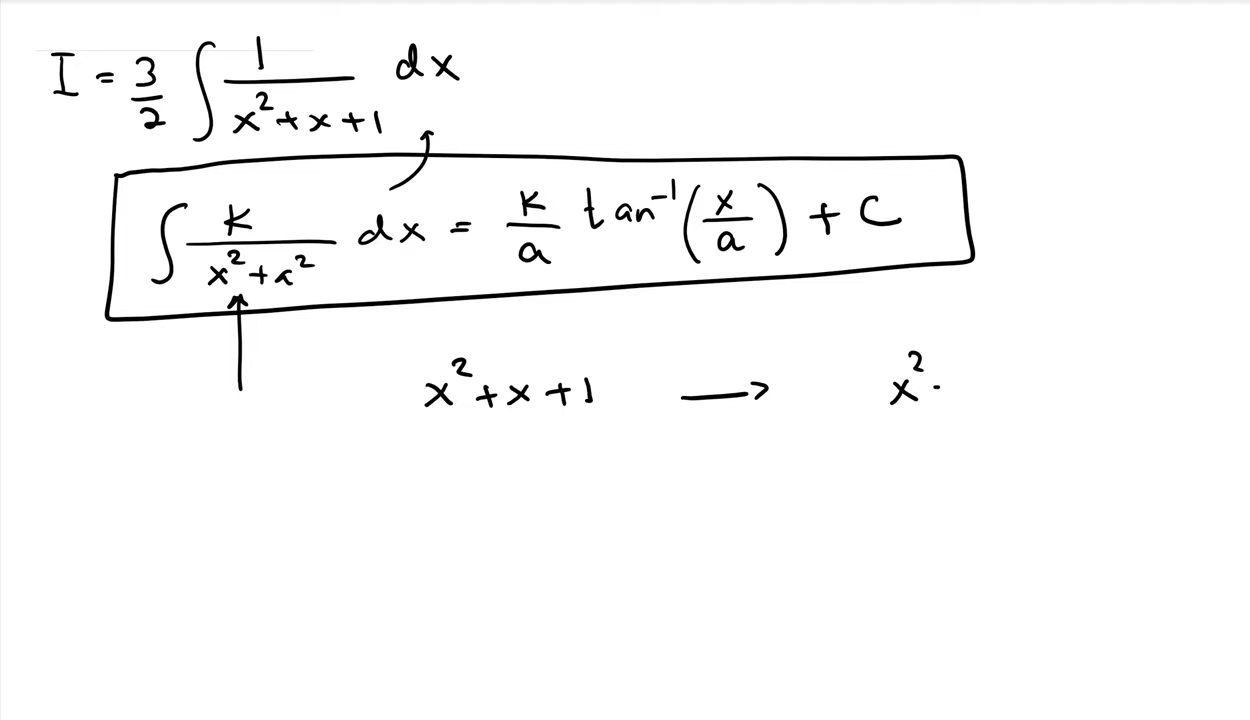 I = 3/2 ∫ 1/(x² + x + 1) dx
∫ K/(x² + a²) dx = K/a tan⁻¹(x/a) + C
x² + x + 1 ⟶ x² ·